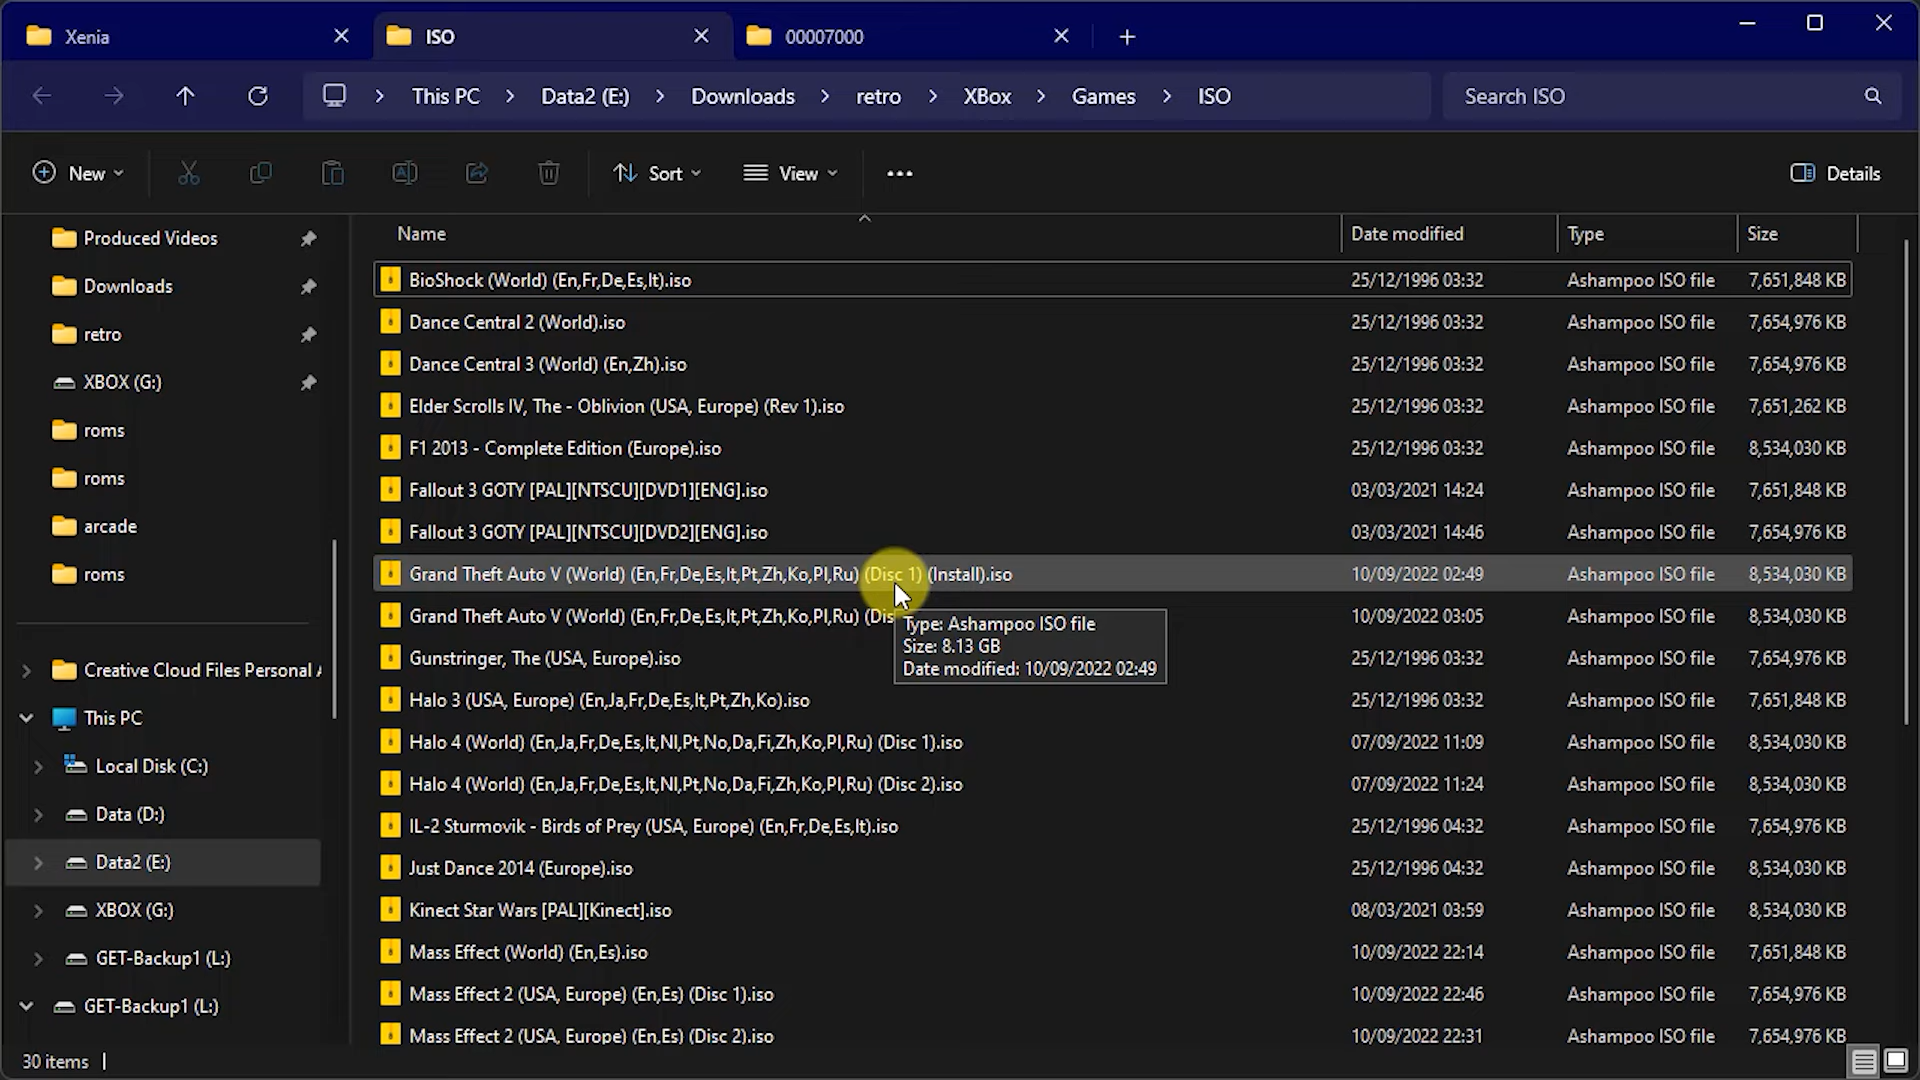 Xenia
ISO
00007000
This PC > Data2 (E:) > Downloads > retro > XBox > Games > ISO
Search ISO
New
Sort
View
Details
Produced Videos
Downloads
retro
XBOX (G:)
roms
roms
arcade
roms
Creative Cloud Files Personal
This PC
Local Disk (C:)
Data (D:)
Data2 (E:)
XBOX (G:)
GET-Backup1 (L:)
GET-Backup1 (L:)
Name Date modified Type Size
BioShock (World) (En,Fr,De,Es,It).iso 25/12/1996 03:32 Ashampoo ISO file 7,651,848 KB
Dance Central 2 (World).iso 25/12/1996 03:32 Ashampoo ISO file 7,654,976 KB
Dance Central 3 (World) (En,Zh).iso 25/12/1996 03:32 Ashampoo ISO file 7,654,976 KB
Elder Scrolls IV, The - Oblivion (USA, Europe) (Rev 1).iso 25/12/1996 03:32 Ashampoo ISO file 7,651,262 KB
F1 2013 - Complete Edition (Europe).iso 25/12/1996 03:32 Ashampoo ISO file 8,534,030 KB
Fallout 3 GOTY [PAL][NTSCU][DVD1][ENG].iso 03/03/2021 14:24 Ashampoo ISO file 7,651,848 KB
Fallout 3 GOTY [PAL][NTSCU][DVD2][ENG].iso 03/03/2021 14:46 Ashampoo ISO file 7,654,976 KB
Grand Theft Auto V (World) (En,Fr,De,Es,It,Pt,Zh,Ko,Pl,Ru) (Disc 1) (Install).iso 10/09/2022 02:49 Ashampoo ISO file 8,534,030 KB
Grand Theft Auto V (World) (En,Fr,De,Es,It,Pt,Zh,Ko,Pl,Ru) (Dis 10/09/2022 03:05 Ashampoo ISO file 8,534,030 KB
Type: Ashampoo ISO file
Size: 8.13 GB
Date modified: 10/09/2022 02:49
Gunstringer, The (USA, Europe).iso 25/12/1996 03:32 Ashampoo ISO file 7,654,976 KB
Halo 3 (USA, Europe) (En,Ja,Fr,De,Es,It,Pt,Zh,Ko).iso 25/12/1996 03:32 Ashampoo ISO file 7,651,848 KB
Halo 4 (World) (En,Ja,Fr,De,Es,It,Nl,Pt,No,Da,Fi,Zh,Ko,Pl,Ru) (Disc 1).iso 07/09/2022 11:09 Ashampoo ISO file 8,534,030 KB
Halo 4 (World) (En,Ja,Fr,De,Es,It,Nl,Pt,No,Da,Fi,Zh,Ko,Pl,Ru) (Disc 2).iso 07/09/2022 11:24 Ashampoo ISO file 8,534,030 KB
IL-2 Sturmovik - Birds of Prey (USA, Europe) (En,Fr,De,Es,It).iso 25/12/1996 04:32 Ashampoo ISO file 7,654,976 KB
Just Dance 2014 (Europe).iso 25/12/1996 04:32 Ashampoo ISO file 8,534,030 KB
Kinect Star Wars [PAL][Kinect].iso 08/03/2021 03:59 Ashampoo ISO file 8,534,030 KB
Mass Effect (World) (En,Es).iso 10/09/2022 22:14 Ashampoo ISO file 7,651,848 KB
Mass Effect 2 (USA, Europe) (En,Es) (Disc 1).iso 10/09/2022 22:46 Ashampoo ISO file 7,654,976 KB
Mass Effect 2 (USA, Europe) (En,Es) (Disc 2).iso 10/09/2022 22:31 Ashampoo ISO file 7,654,976 KB
30 items